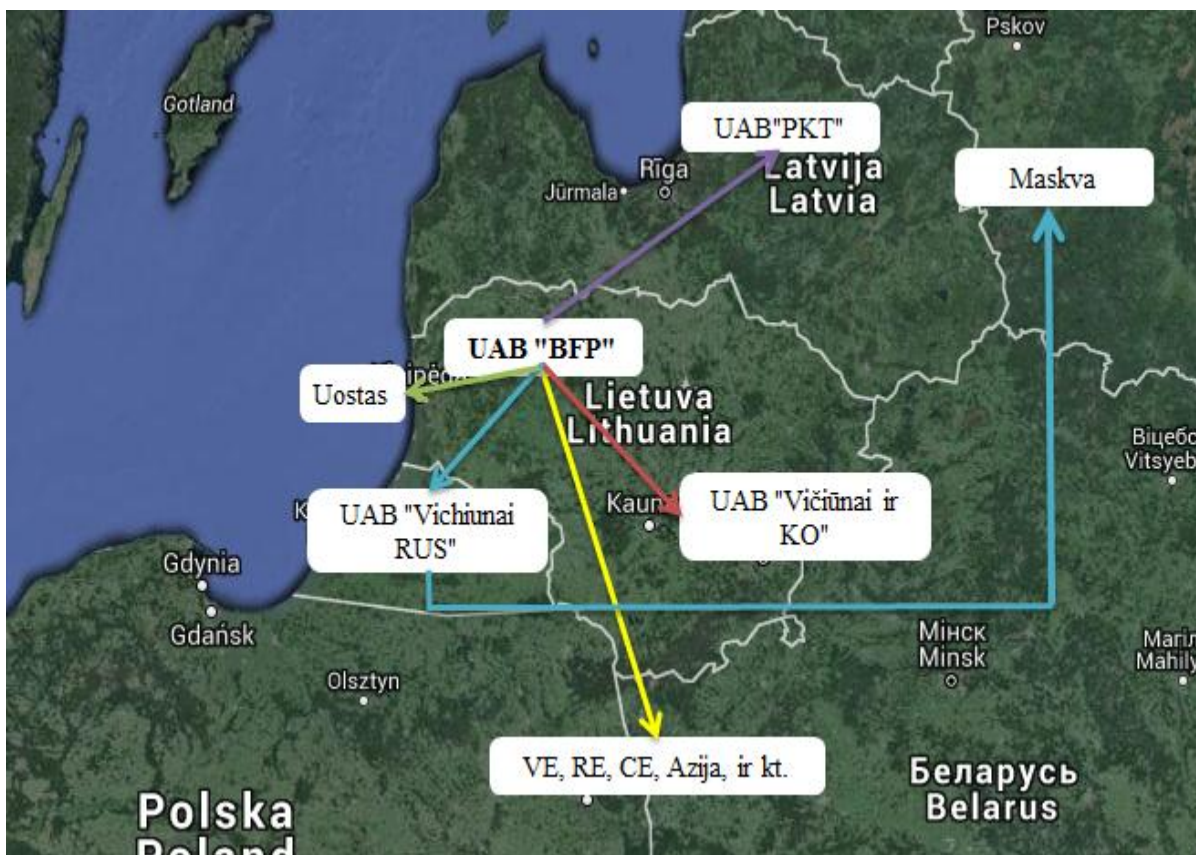 Pskov
Gotland
UAB"PKT"
Rīga
Jūrmala
Latvija
Latvia
Maskva
UAB "BFP"
Uostas
Lietuva
Lithuania
Віцебс
Vitsyeb
UAB "Vichiunai
RUS"
Kaun
UAB "Vičiūnai ir
KO"
Gdynia
Gdańsk
Мінск
Minsk
Магіл
Mahily
Olsztyn
VE, RE, CE, Azija, ir kt.
Беларусь
Belarus
Polska
Poland